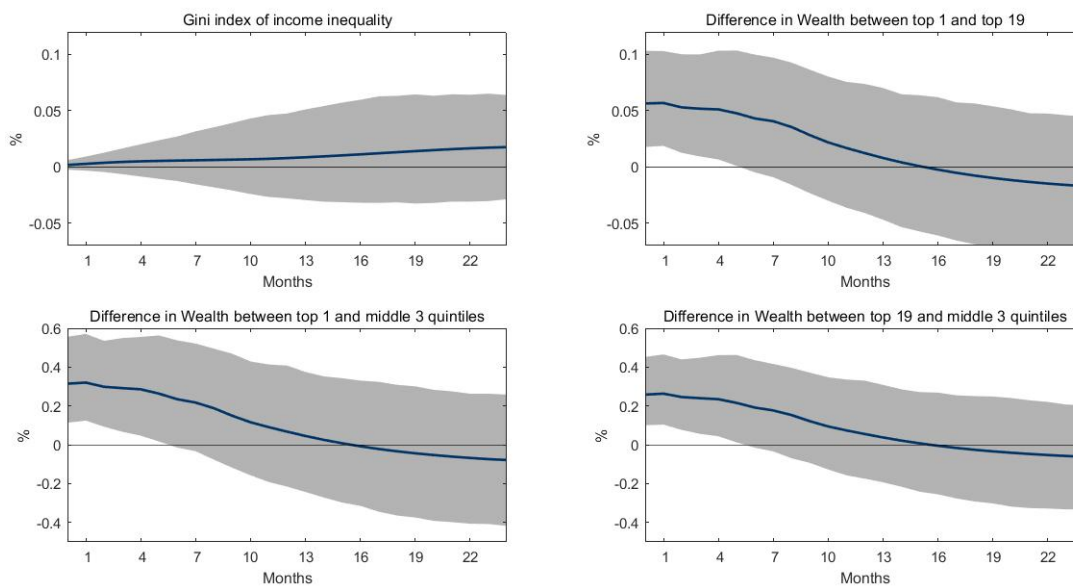 Gini index of income inequality
0.1
0.05
0
-0.05
%
1 4 7 10 13 16 19 22
Months
Difference in Wealth between top 1 and top 19
0.1
0.05
0
-0.05
%
1 4 7 10 13 16 19 22
Months
Difference in Wealth between top 1 and middle 3 quintiles
0.6
0.4
0.2
0
-0.2
-0.4
%
1 4 7 10 13 16 19 22
Months
Difference in Wealth between top 19 and middle 3 quintiles
0.6
0.4
0.2
0
-0.2
-0.4
%
1 4 7 10 13 16 19 22
Months